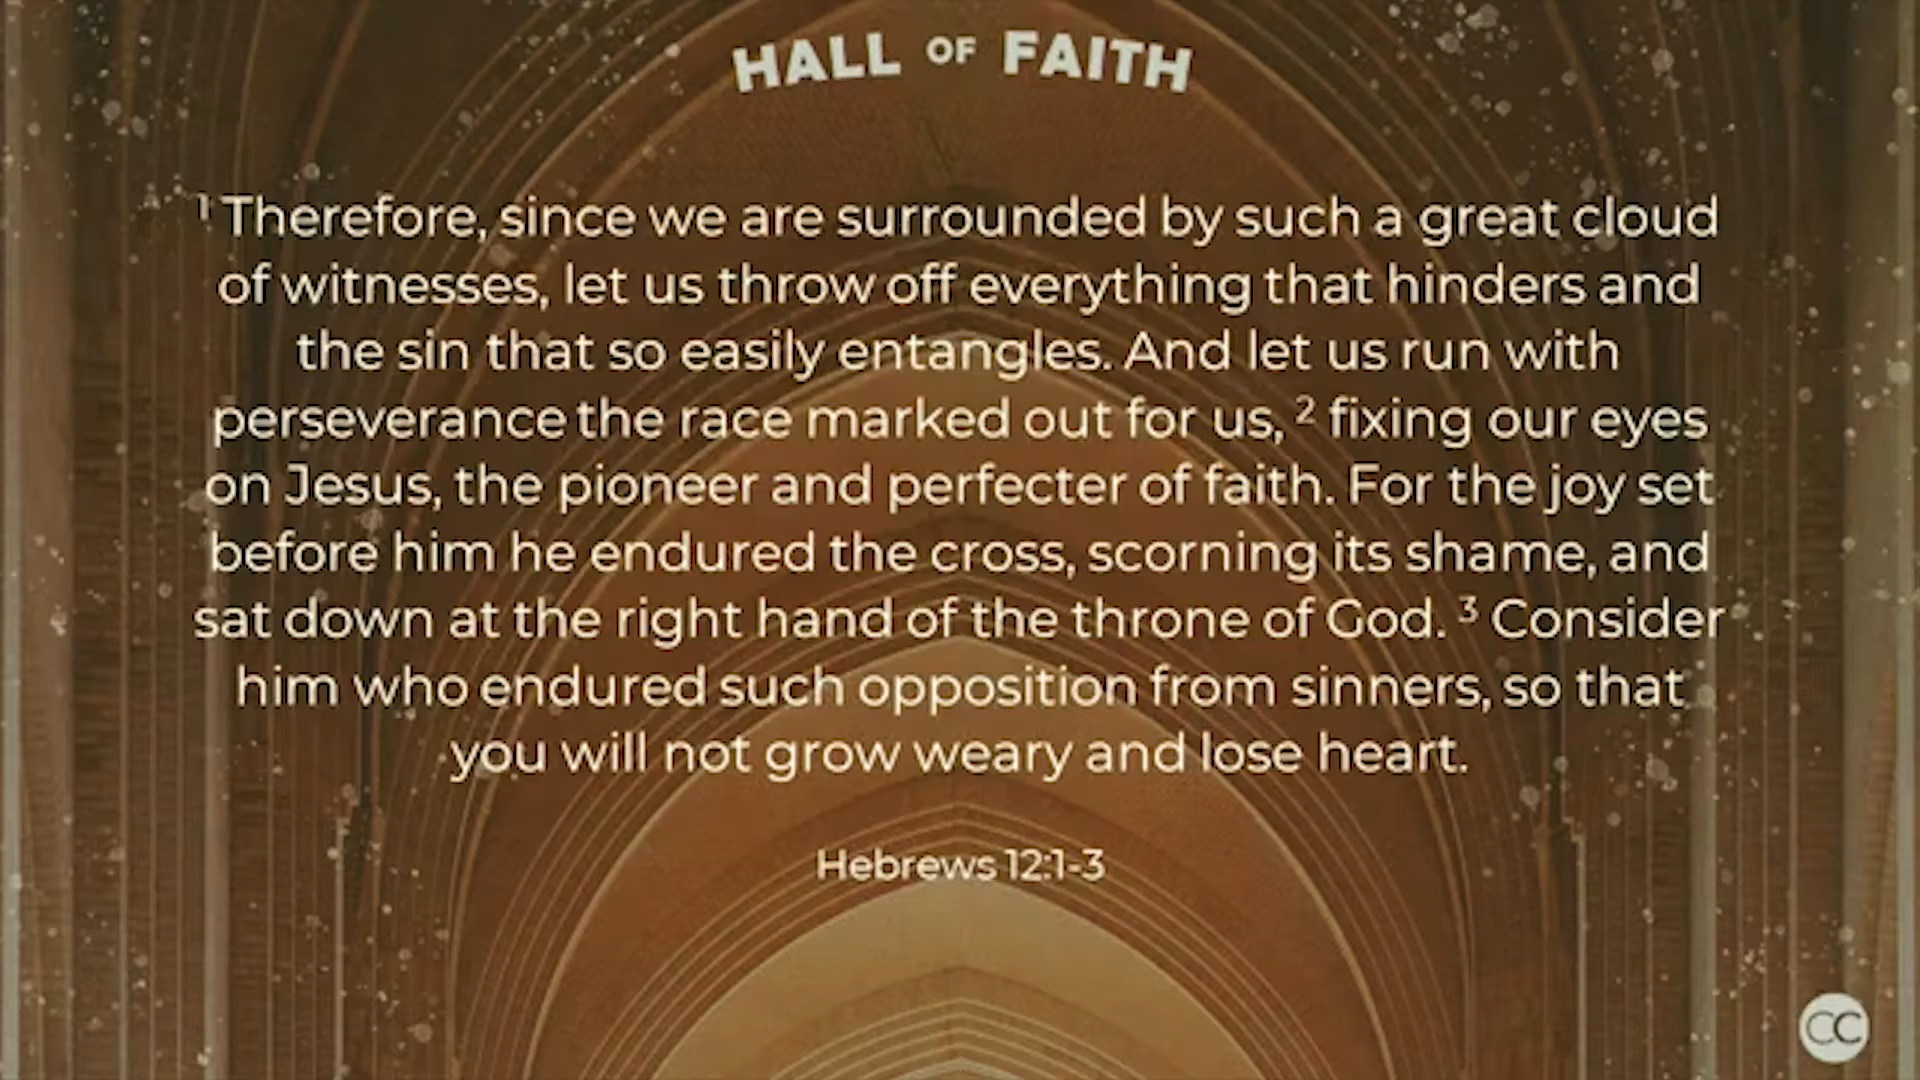 HALL OF FAITH
¹ Therefore, since we are surrounded by such a great cloud
of witnesses, let us throw off everything that hinders and
the sin that so easily entangles. And let us run with
perseverance the race marked out for us, ² fixing our eyes
on Jesus, the pioneer and perfecter of faith. For the joy set
before him he endured the cross, scorning its shame, and
sat down at the right hand of the throne of God. ³ Consider
him who endured such opposition from sinners, so that
you will not grow weary and lose heart.
Hebrews 12:1-3
CC